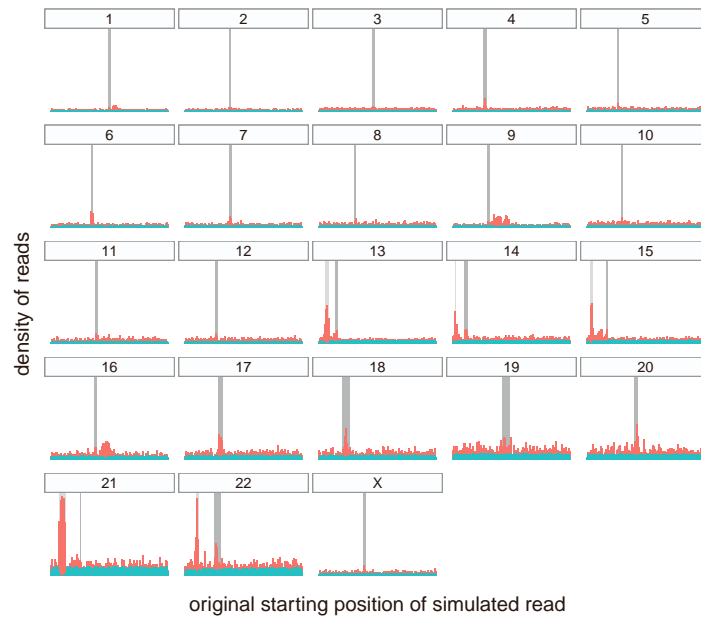 1 2 3 4 5
6 7 8 9 10
11 12 13 14 15
16 17 18 19 20
21 22 X
density of reads
original starting position of simulated read